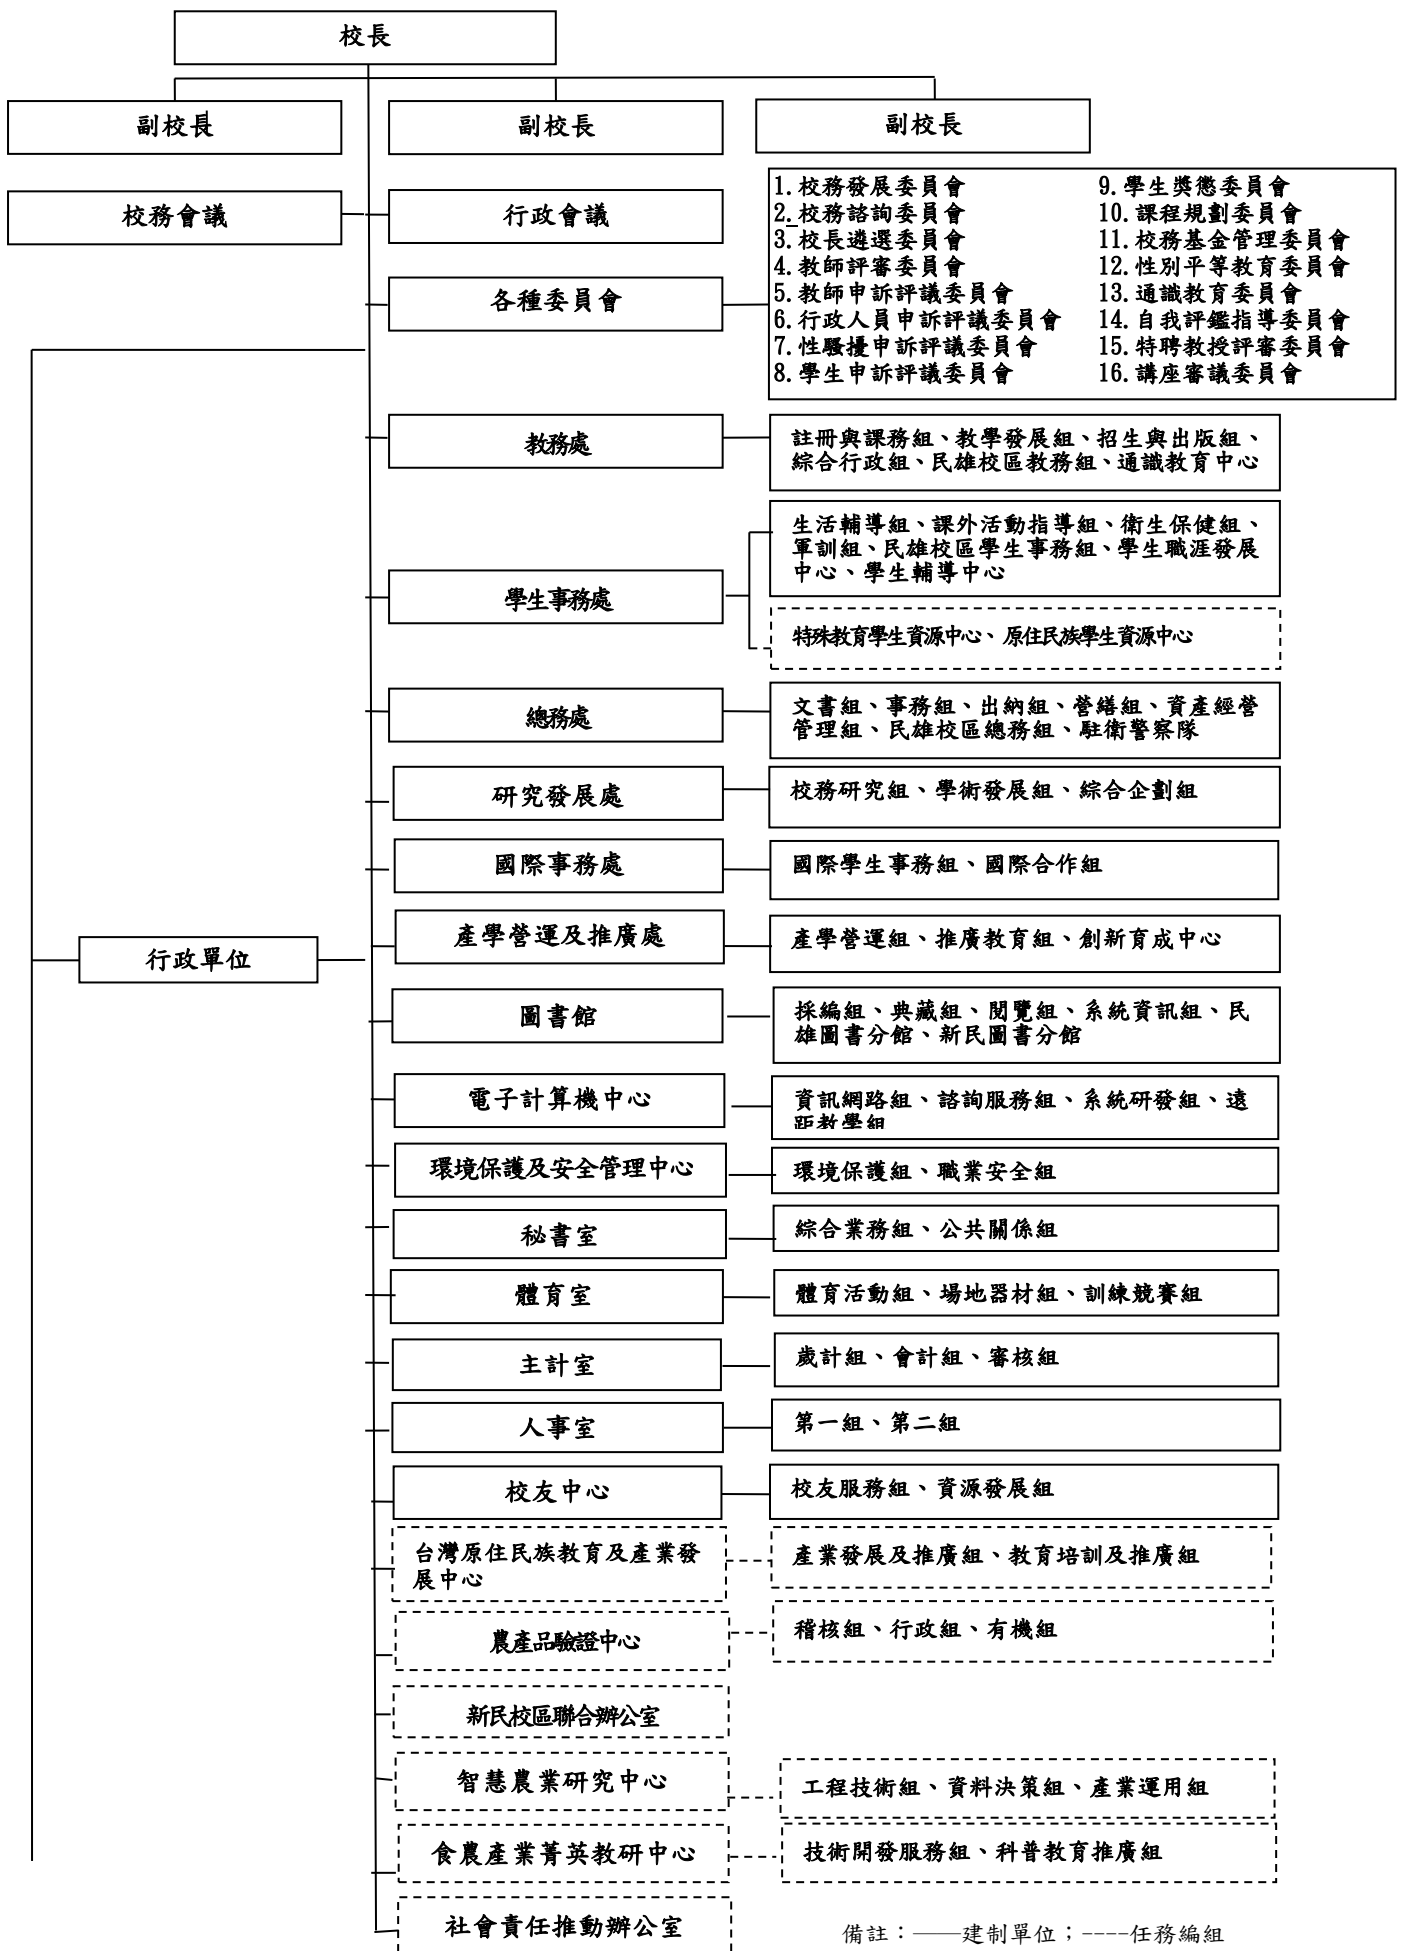 校長
副校長
副校長
副校長
校務會議
行政會議
各種委員會
1.校務發展委員會
2.校務諮詢委員會
3.校長遴選委員會
4.教師評審委員會
5.教師申訴評議委員會
6.行政人員申訴評議委員會
7.性騷擾申訴評議委員會
8.學生申訴評議委員會
9.學生獎懲委員會
10.課程規劃委員會
11.校務基金管理委員會
12.性別平等教育委員會
13.通識教育委員會
14.自我評鑑指導委員會
15.特聘教授評審委員會
16.講座審議委員會
行政單位
教務處
註冊與課務組、教學發展組、招生與出版組、
綜合行政組、民雄校區教務組、通識教育中心
學生事務處
生活輔導組、課外活動指導組、衛生保健組、
軍訓組、民雄校區學生事務組、學生職涯發展
中心、學生輔導中心
特殊教育學生資源中心、原住民族學生資源中心
總務處
文書組、事務組、出納組、營繕組、資產經營
管理組、民雄校區總務組、駐衛警察隊
研究發展處
校務研究組、學術發展組、綜合企劃組
國際事務處
國際學生事務組、國際合作組
產學營運及推廣處
產學營運組、推廣教育組、創新育成中心
圖書館
採編組、典藏組、閱覽組、系統資訊組、民
雄圖書分館、新民圖書分館
電子計算機中心
資訊網路組、諮詢服務組、系統研發組、遠
距教學組
環境保護及安全管理中心
環境保護組、職業安全組
秘書室
綜合業務組、公共關係組
體育室
體育活動組、場地器材組、訓練競賽組
主計室
歲計組、會計組、審核組
人事室
第一組、第二組
校友中心
校友服務組、資源發展組
台灣原住民族教育及產業發
展中心
產業發展及推廣組、教育培訓及推廣組
農產品驗證中心
稽核組、行政組、有機組
新民校區聯合辦公室
智慧農業研究中心
工程技術組、資料決策組、產業運用組
食農產業菁英教研中心
技術開發服務組、科普教育推廣組
社會責任推動辦公室
備註：——建制單位；----任務編組